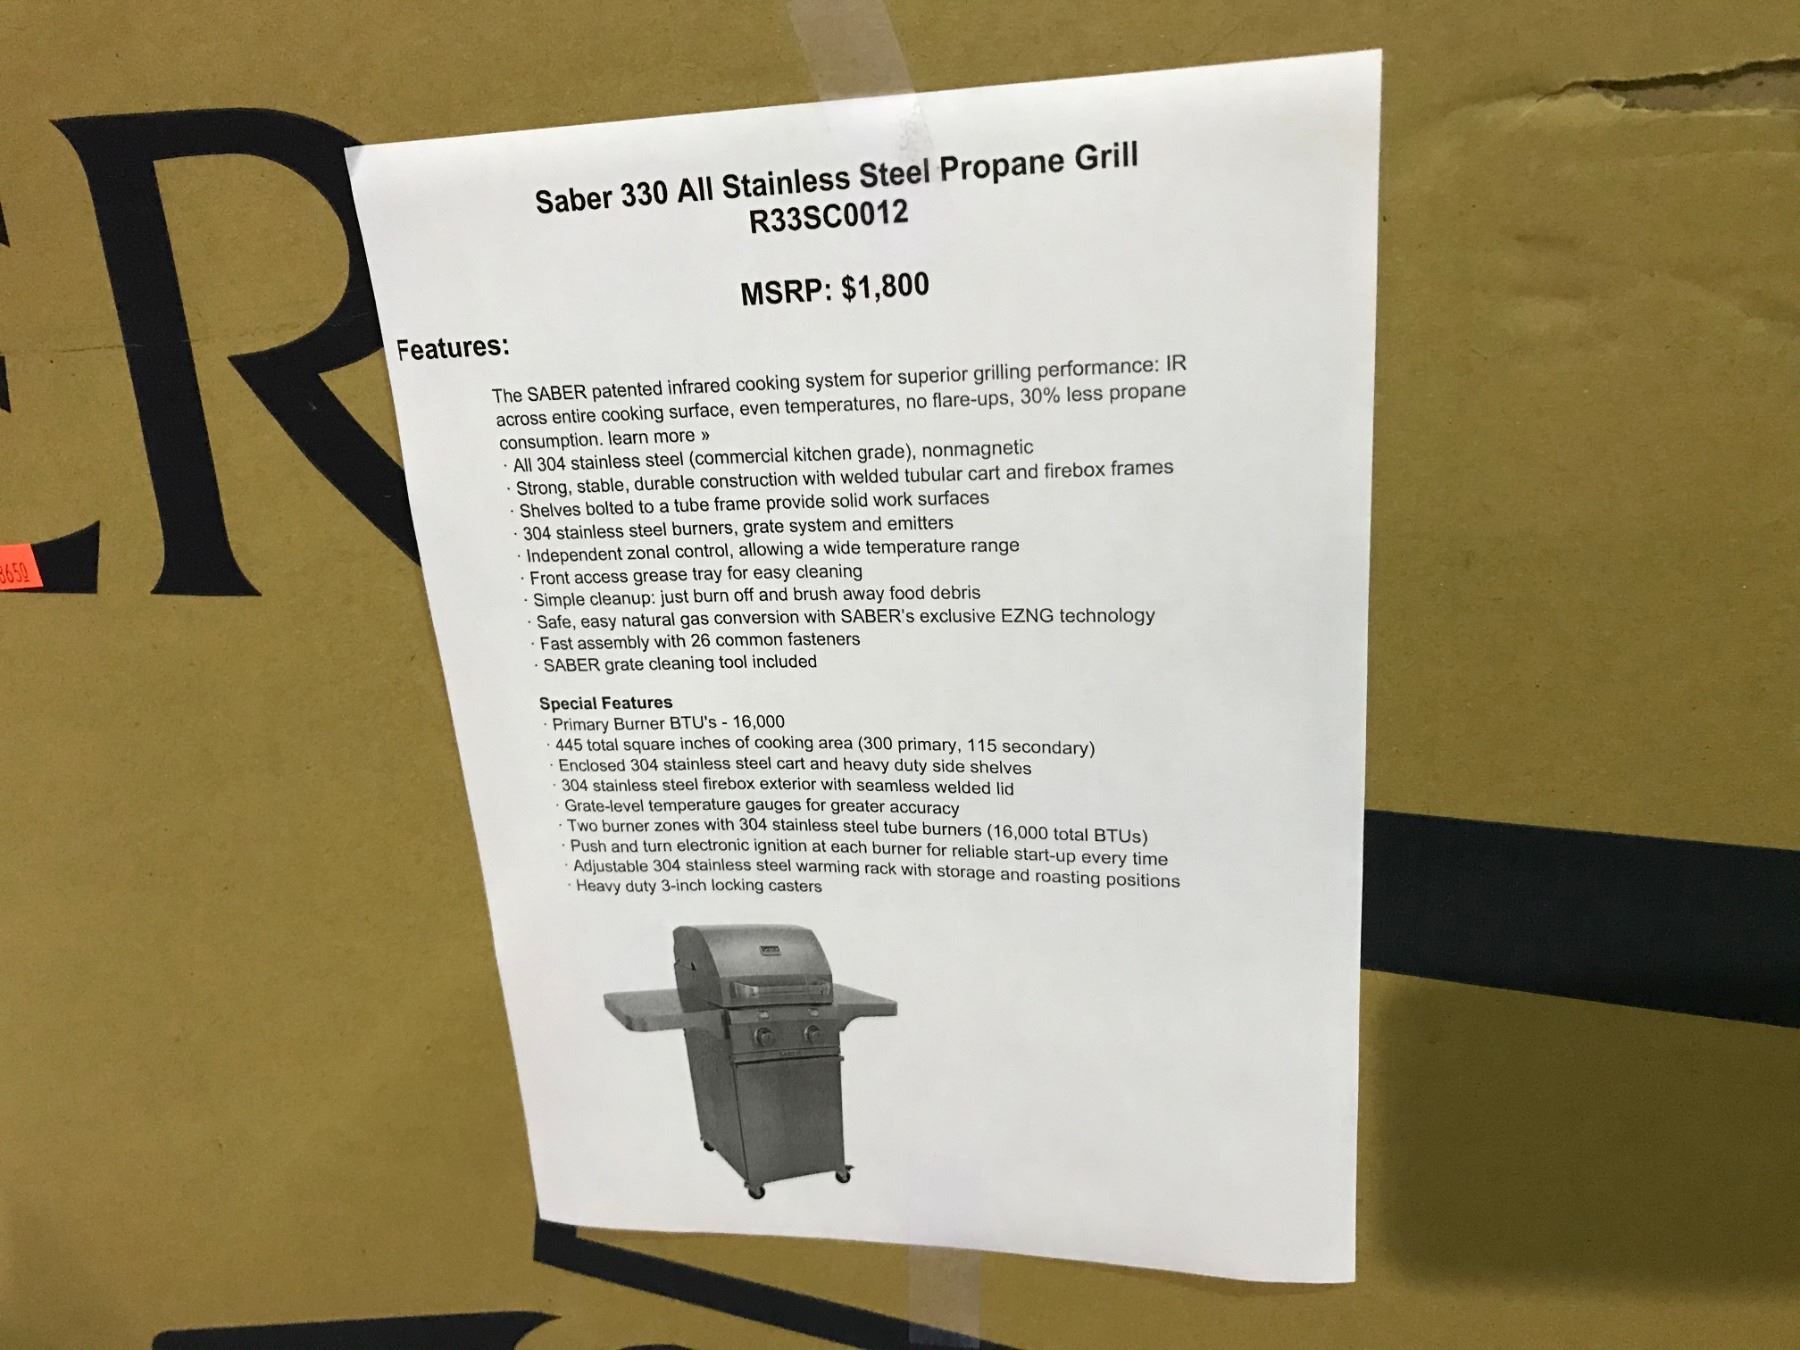 ER
Saber 330 All Stainless Steel Propane Grill
R33SC0012
MSRP: $1,800
Features:
The SABER patented infrared cooking system for superior grilling performance: IR
across entire cooking surface, even temperatures, no flare-ups, 30% less propane
consumption. learn more »
· All 304 stainless steel (commercial kitchen grade), nonmagnetic
· Strong, stable, durable construction with welded tubular cart and firebox frames
· Shelves bolted to a tube frame provide solid work surfaces
· 304 stainless steel burners, grate system and emitters
· Independent zonal control, allowing a wide temperature range
· Front access grease tray for easy cleaning
· Simple cleanup: just burn off and brush away food debris
· Safe, easy natural gas conversion with SABER's exclusive EZNG technology
· Fast assembly with 26 common fasteners
· SABER grate cleaning tool included
Special Features
· Primary Burner BTU's - 16,000
· 445 total square inches of cooking area (300 primary, 115 secondary)
· Enclosed 304 stainless steel cart and heavy duty side shelves
· 304 stainless steel firebox exterior with seamless welded lid
· Grate-level temperature gauges for greater accuracy
· Two burner zones with 304 stainless steel tube burners (16,000 total BTUs)
· Push and turn electronic ignition at each burner for reliable start-up every time
· Adjustable 304 stainless steel warming rack with storage and roasting positions
· Heavy duty 3-inch locking casters